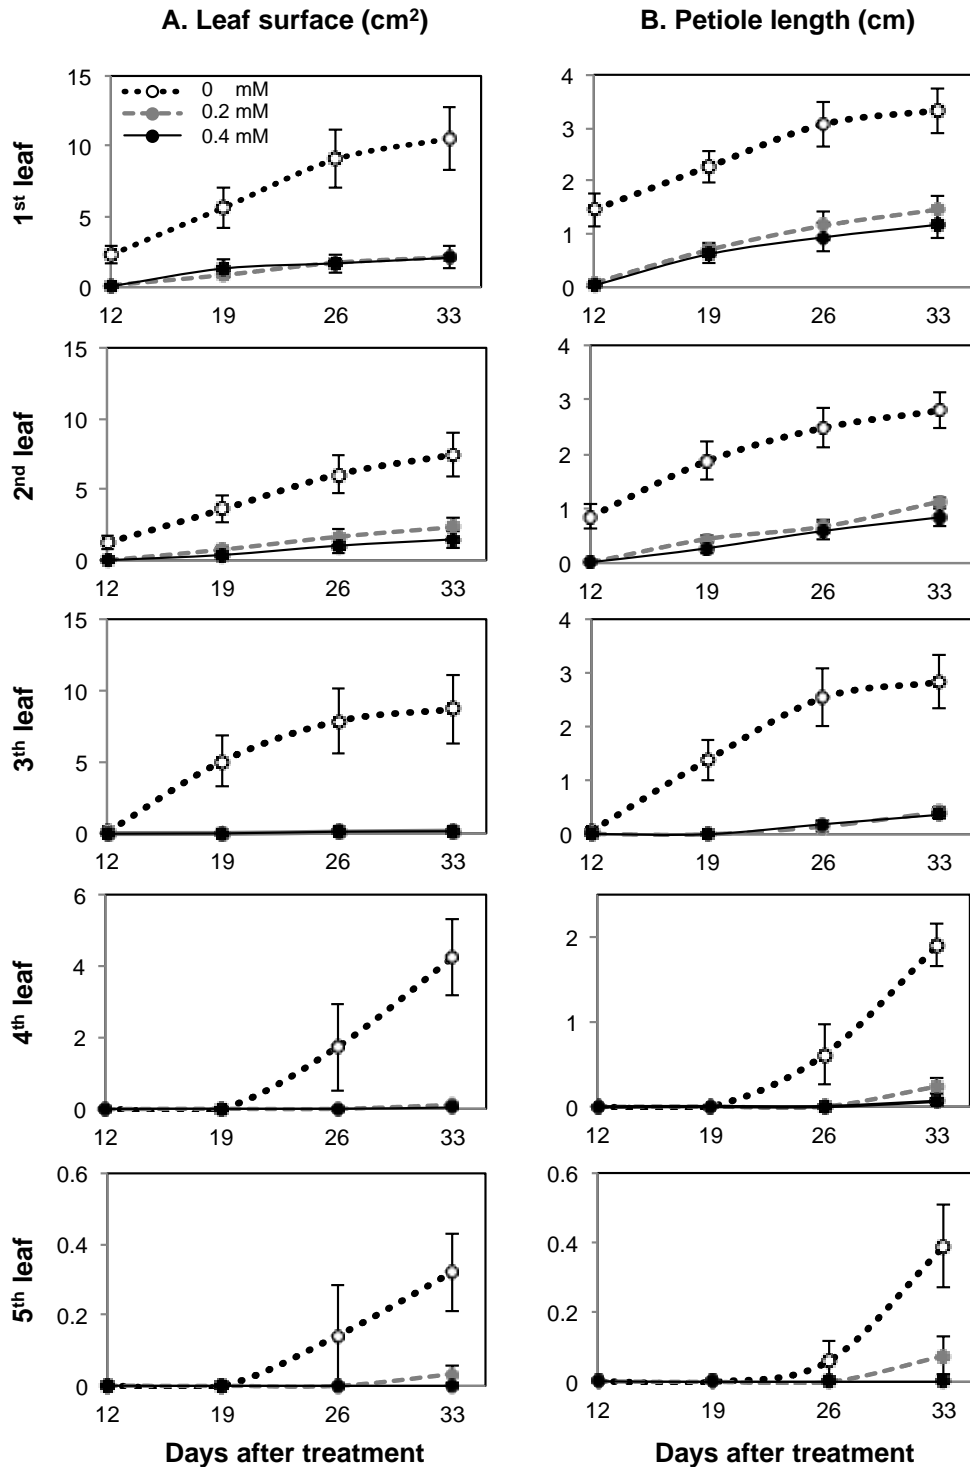 A. Leaf surface (cm²)
B. Petiole length (cm)
1st leaf
15
10
5
0
0 mM
0.2 mM
0.4 mM
12 19 26 33
4
3
2
1
0
12 19 26 33
2nd leaf
15
10
5
0
12 19 26 33
4
3
2
1
0
12 19 26 33
3th leaf
15
10
5
0
12 19 26 33
4
3
2
1
0
12 19 26 33
4th leaf
6
4
2
0
12 19 26 33
2
1
0
12 19 26 33
5th leaf
0.6
0.4
0.2
0
12 19 26 33
0.6
0.4
0.2
0
12 19 26 33
Days after treatment
Days after treatment